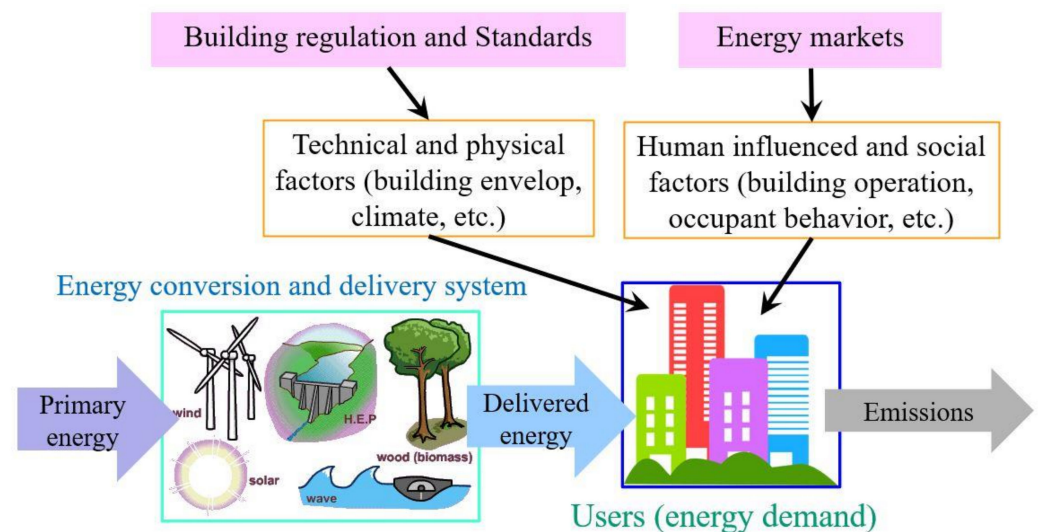 Building regulation and Standards
Energy markets
Technical and physical
factors (building envelop,
climate, etc.)
Human influenced and social
factors (building operation,
occupant behavior, etc.)
Energy conversion and delivery system
Primary
energy
wind
H.E.P
wood (biomass)
solar
wave
Delivered
energy
Emissions
Users (energy demand)